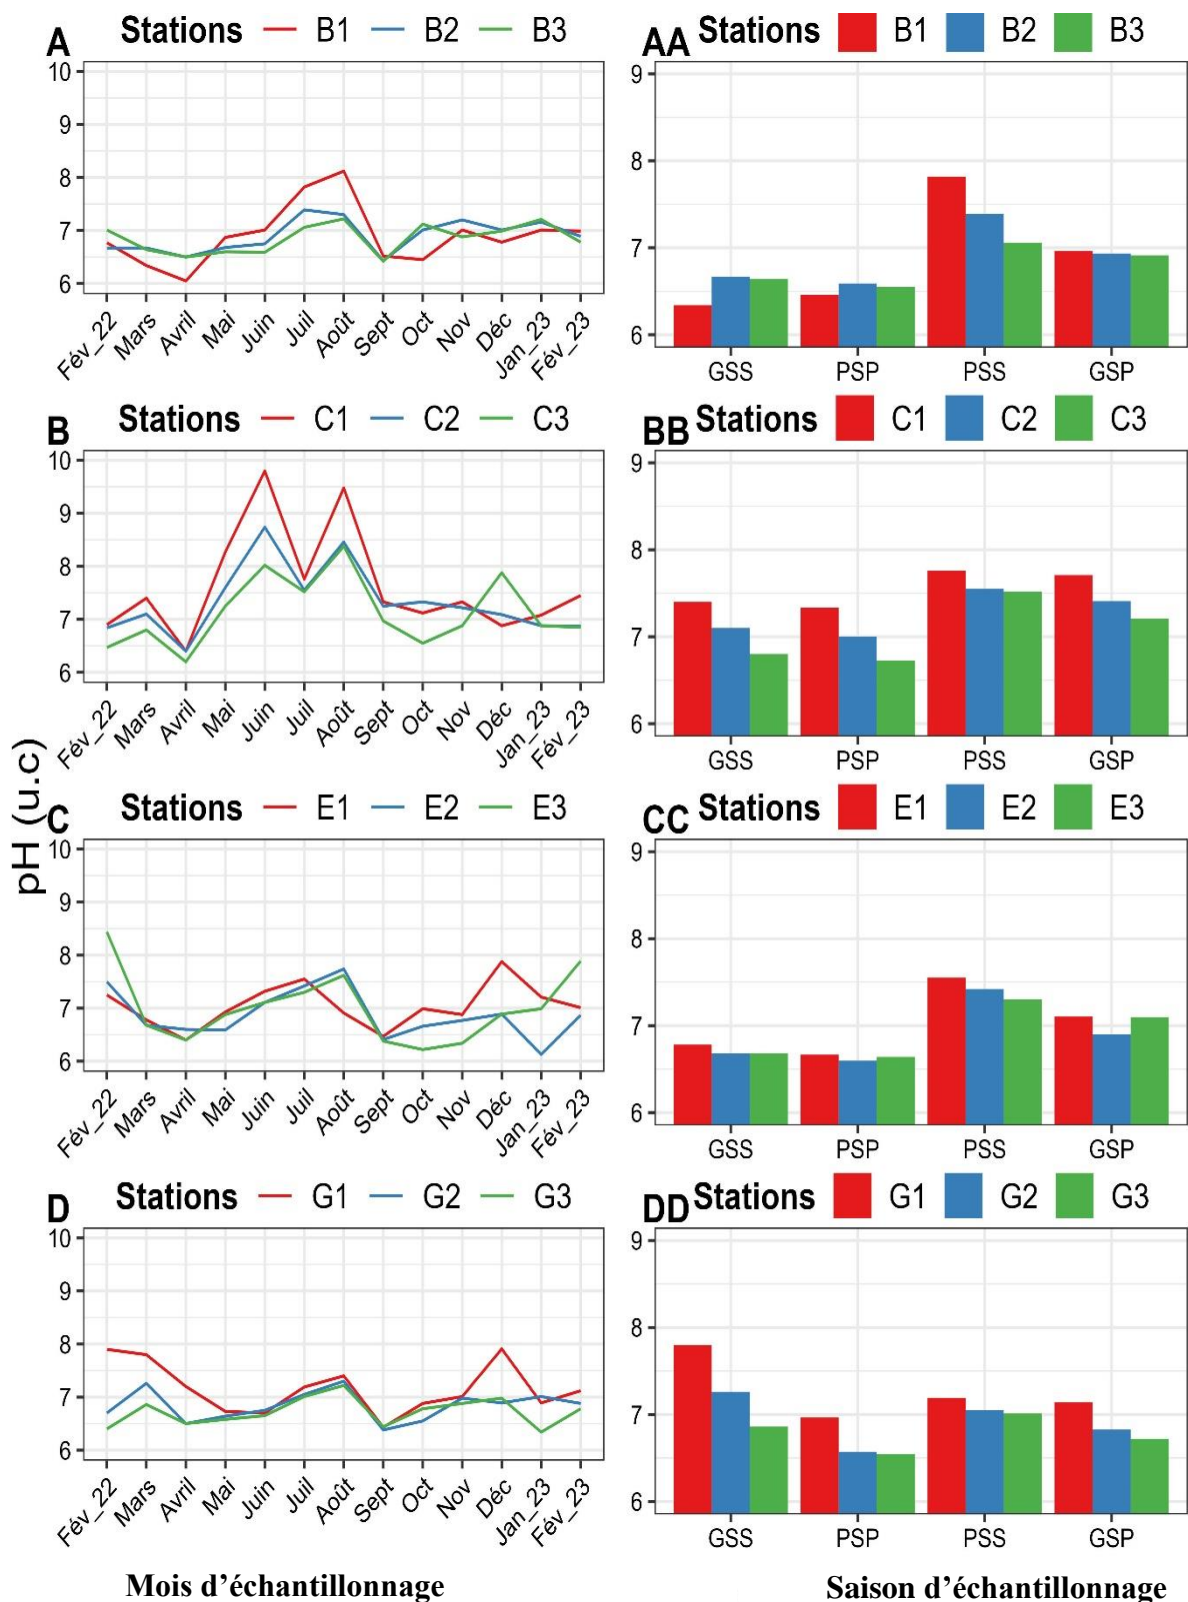 A Stations B1 B2 B3
10
9
8
7
6
Fév_22 Mars Avril Mai Juin Juil Août Sept Oct Nov Déc Jan_23 Fév_23
AA Stations B1 B2 B3
9
8
7
6
GSS PSP PSS GSP
B Stations C1 C2 C3
10
9
8
7
6
Fév_22 Mars Avril Mai Juin Juil Août Sept Oct Nov Déc Jan_23 Fév_23
BB Stations C1 C2 C3
9
8
7
6
GSS PSP PSS GSP
pH (u.c)
C Stations E1 E2 E3
10
9
8
7
6
Fév_22 Mars Avril Mai Juin Juil Août Sept Oct Nov Déc Jan_23 Fév_23
CC Stations E1 E2 E3
9
8
7
6
GSS PSP PSS GSP
D Stations G1 G2 G3
10
9
8
7
6
Fév_22 Mars Avril Mai Juin Juil Août Sept Oct Nov Déc Jan_23 Fév_23
DD Stations G1 G2 G3
9
8
7
6
GSS PSP PSS GSP
Mois d’échantillonnage
Saison d’échantillonnage